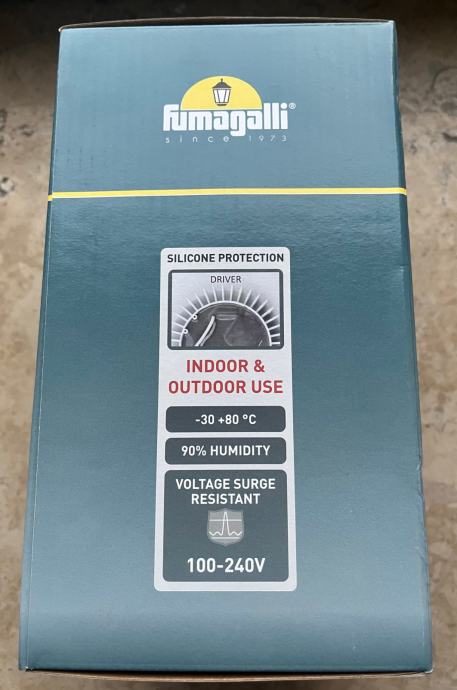 fumagalli®
since 1973
SILICONE PROTECTION
DRIVER
INDOOR &
OUTDOOR USE
-30 +80 °C
90% HUMIDITY
VOLTAGE SURGE
RESISTANT
100-240V